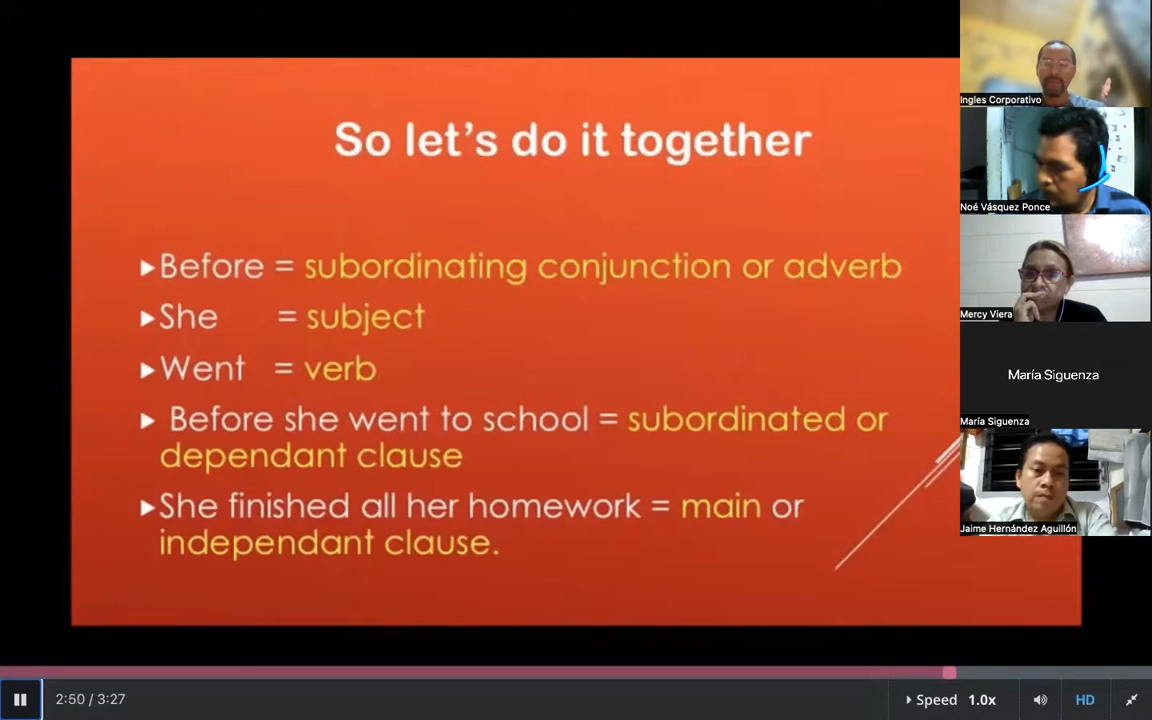 So let's do it together
▸Before = subordinating conjunction or adverb
▸She = subject
▸Went = verb
▸ Before she went to school = subordinated or
dependant clause
▸She finished all her homework = main or
independant clause.
Ingles Corporativo
Noé Vásquez Ponce
Mercy Viera
María Siguenza
María Siguenza
Jaime Hernández Aguillón
2:50 / 3:27
Speed 1.0x
HD